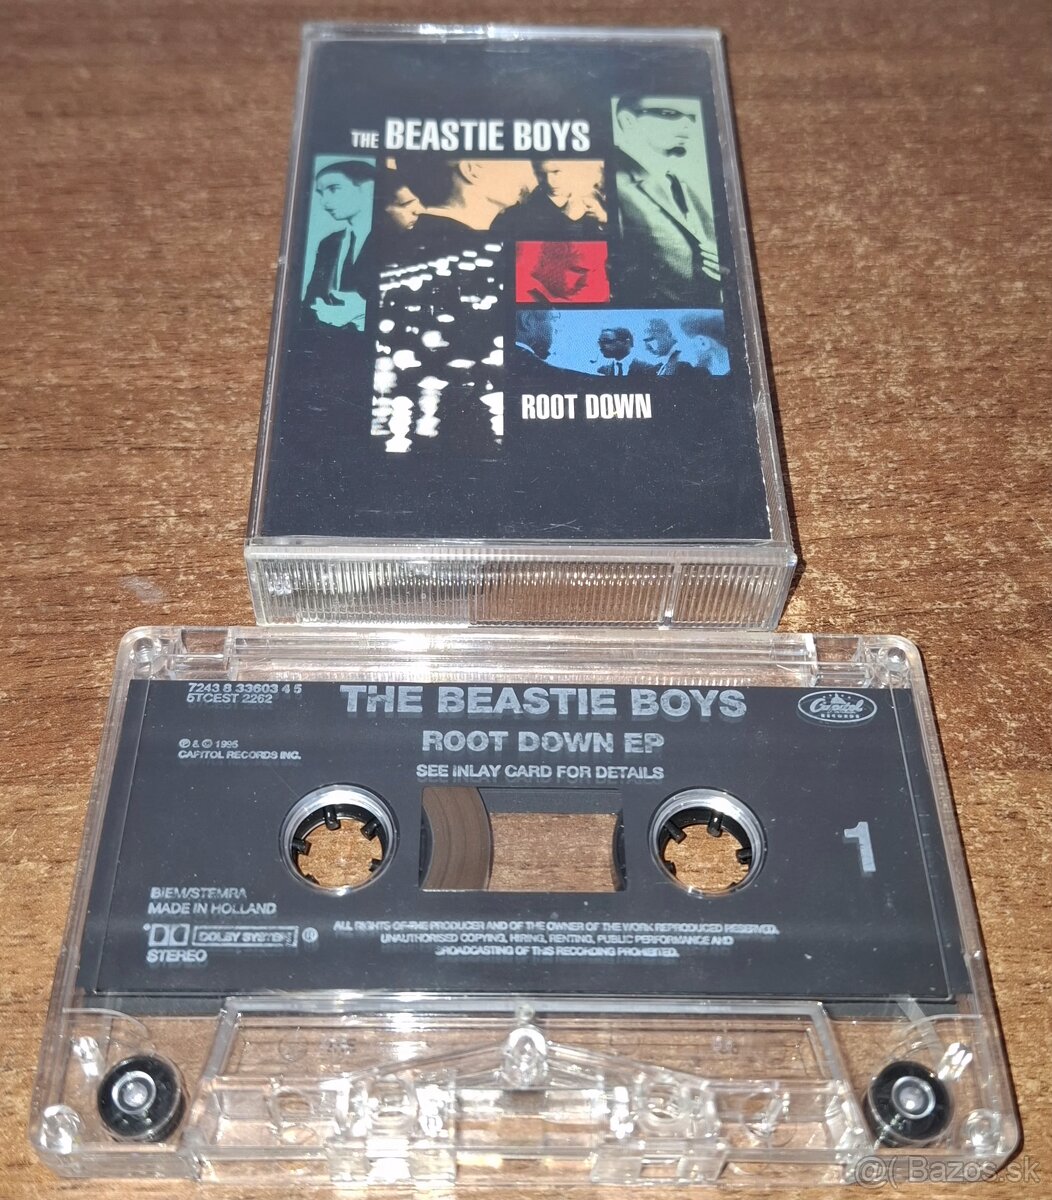 THE BEASTIE BOYS
ROOT DOWN
7243 8 33603 4 5
5TCEST 2262
THE BEASTIE BOYS
Capitol
RECORDS
ROOT DOWN EP
℗ & © 1995
CAPITOL RECORDS INC.
SEE INLAY CARD FOR DETAILS
1
BIEM/STEMRA
MADE IN HOLLAND
DOLBY SYSTEM ®
STEREO
ALL RIGHTS OF THE PRODUCER AND OF THE OWNER OF THE WORK REPRODUCED RESERVED.
UNAUTHORISED COPYING, HIRING, RENTING, PUBLIC PERFORMANCE AND
BROADCASTING OF THIS RECORDING PROHIBITED.
@( Bazos.sk